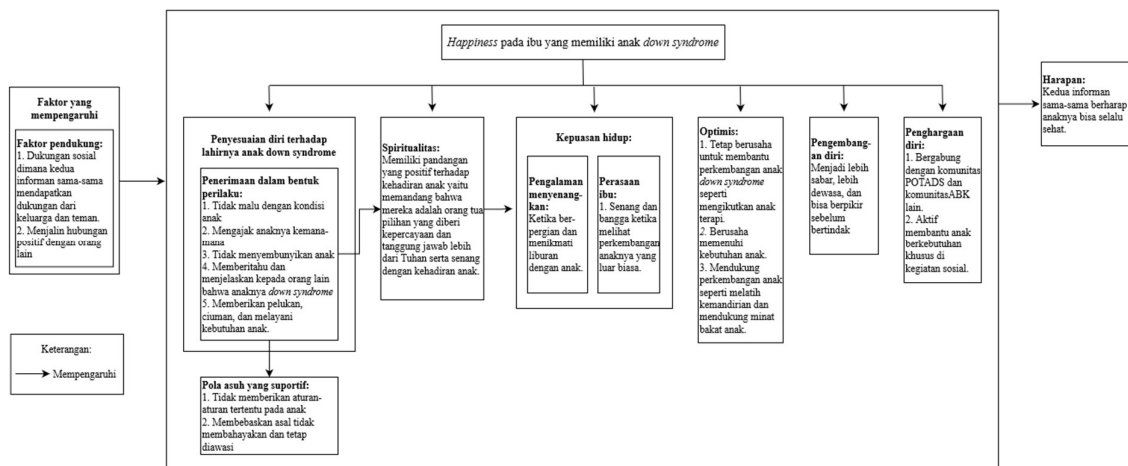 Happiness pada ibu yang memiliki anak down syndrome
Faktor yang
mempengaruhi
Faktor pendukung:
1. Dukungan sosial
dimana kedua
informan sama-sama
mendapatkan
dukungan dari
keluarga dan teman.
2. Menjalin hubungan
positif dengan orang
lain
Penyesuaian diri terhadap
lahirnya anak down syndrome
Penerimaan dalam bentuk
perilaku:
1. Tidak malu dengan kondisi
anak
2. Mengajak anaknya kemana-
mana
3. Tidak menyembunyikan anak
4. Memberitahu dan
menjelaskan kepada orang lain
bahwa anaknya down syndrome
5. Memberikan pelukan,
ciuman, dan melayani
kebutuhan anak.
Pola asuh yang suportif:
1. Tidak memberikan aturan-
aturan tertentu pada anak
2. Membebaskan asal tidak
membahayakan dan tetap
diawasi
Spiritualitas:
Memiliki pandangan
yang positif terhadap
kehadiran anak yaitu
memandang bahwa
mereka adalah orang tua
pilihan yang diberi
kepercayaan dan
tanggung jawab lebih
dari Tuhan serta senang
dengan kehadiran anak.
Kepuasan hidup:
Pengalaman
menyenang-
kan:
Ketika ber-
pergian dan
menikmati
liburan
dengan anak.
Perasaan
ibu:
1. Senang dan
bangga ketika
melihat
perkembangan
anaknya yang
luar biasa.
Optimis:
1. Tetap berusaha
untuk membantu
perkembangan anak
down syndrome
seperti
mengikutkan anak
terapi.
2. Berusaha
memenuhi
kebutuhan anak.
3. Mendukung
perkembangan anak
seperti melatih
kemandirian dan
mendukung minat
bakat anak.
Pengembang-
an diri:
Menjadi lebih
sabar, lebih
dewasa, dan
bisa berpikir
sebelum
bertindak
Penghargaan
diri:
1. Bergabung
dengan komunitas
POTADS dan
komunitasABK
lain.
2. Aktif
membantu anak
berkebutuhan
khusus di
kegiatan sosial.
Harapan:
Kedua informan
sama-sama berharap
anaknya bisa selalu
sehat.
Keterangan:
Mempengaruhi